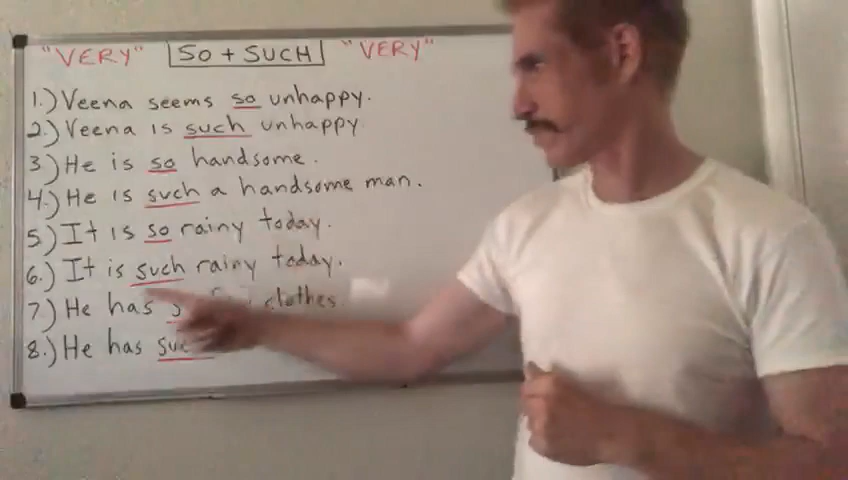 "VERY" SO + SUCH "VERY"
1.) Veena seems so unhappy.
2.) Veena is such unhappy
3.) He is so handsome.
4.) He is such a handsome man.
5.) It is so rainy today.
6.) It is such rainy today.
7.) He has clothes.
8.) He has